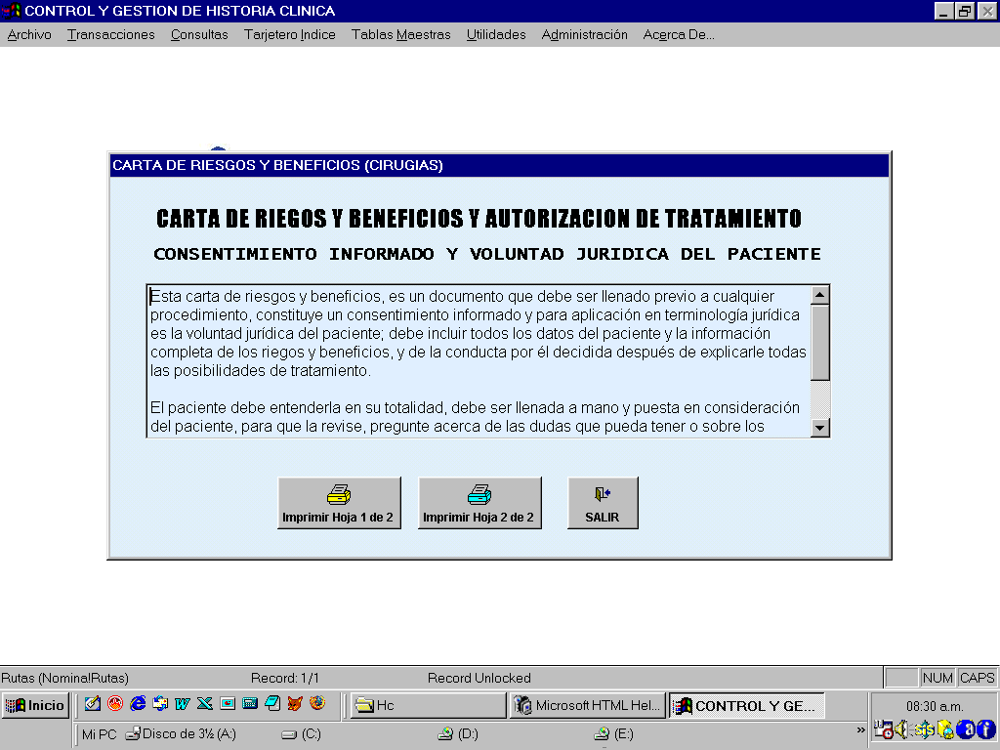 CONTROL Y GESTION DE HISTORIA CLINICA
Archivo Transacciones Consultas Tarjetero Indice Tablas Maestras Utilidades Administración Acerca De...
CARTA DE RIESGOS Y BENEFICIOS (CIRUGIAS)
CARTA DE RIEGOS Y BENEFICIOS Y AUTORIZACION DE TRATAMIENTO
CONSENTIMIENTO INFORMADO Y VOLUNTAD JURIDICA DEL PACIENTE
Esta carta de riesgos y beneficios, es un documento que debe ser llenado previo a cualquier
procedimiento, constituye un consentimiento informado y para aplicación en terminología jurídica
es la voluntad jurídica del paciente; debe incluir todos los datos del paciente y la información
completa de los riegos y beneficios, y de la conducta por él decidida después de explicarle todas
las posibilidades de tratamiento.
El paciente debe entenderla en su totalidad, debe ser llenada a mano y puesta en consideración
del paciente, para que la revise, pregunte acerca de las dudas que pueda tener o sobre los
Imprimir Hoja 1 de 2 Imprimir Hoja 2 de 2 SALIR
Rutas (Nomina!Rutas) Record: 1/1 Record Unlocked NUM CAPS
Inicio Hc Microsoft HTML Hel... CONTROL Y GE... 08:30 a.m.
Mi PC Disco de 3½ (A:) (C:) (D:) (E:) »